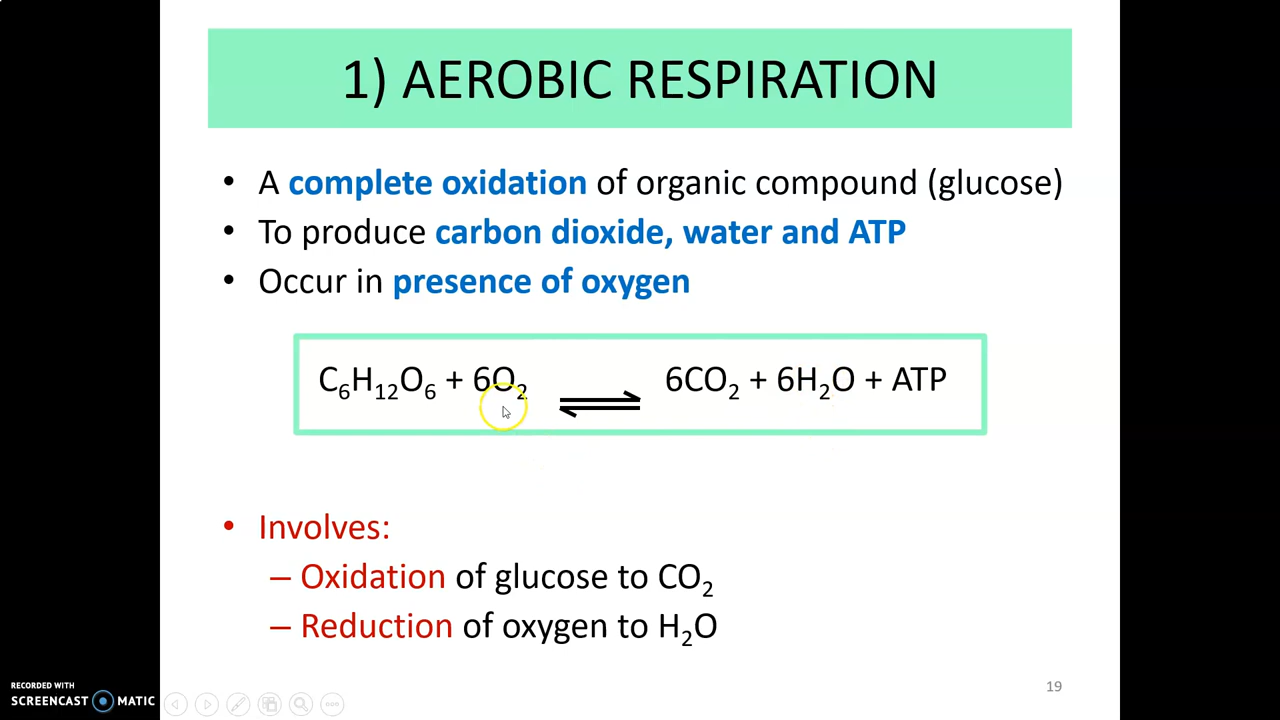 1) AEROBIC RESPIRATION
• A complete oxidation of organic compound (glucose)
• To produce carbon dioxide, water and ATP
• Occur in presence of oxygen
C₆H₁₂O₆ + 6O₂ ⇌ 6CO₂ + 6H₂O + ATP
• Involves:
– Oxidation of glucose to CO₂
– Reduction of oxygen to H₂O
19
RECORDED WITH
SCREENCAST MATIC